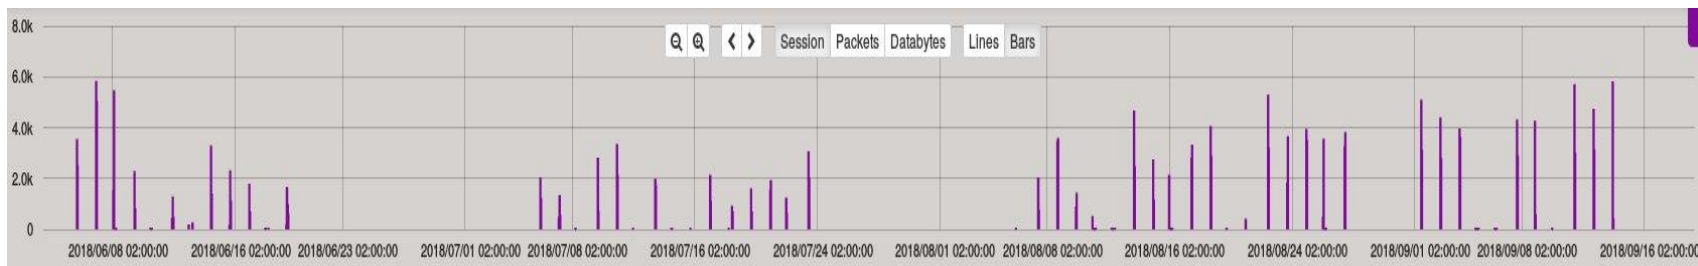 8.0k
Session Packets Databytes Lines Bars
6.0k
4.0k
2.0k
0
2018/06/08 02:00:00 2018/06/16 02:00:00 2018/06/23 02:00:00 2018/07/01 02:00:00 2018/07/08 02:00:00 2018/07/16 02:00:00 2018/07/24 02:00:00 2018/08/01 02:00:00 2018/08/08 02:00:00 2018/08/16 02:00:00 2018/08/24 02:00:00 2018/09/01 02:00:00 2018/09/08 02:00:00 2018/09/16 02:00:00